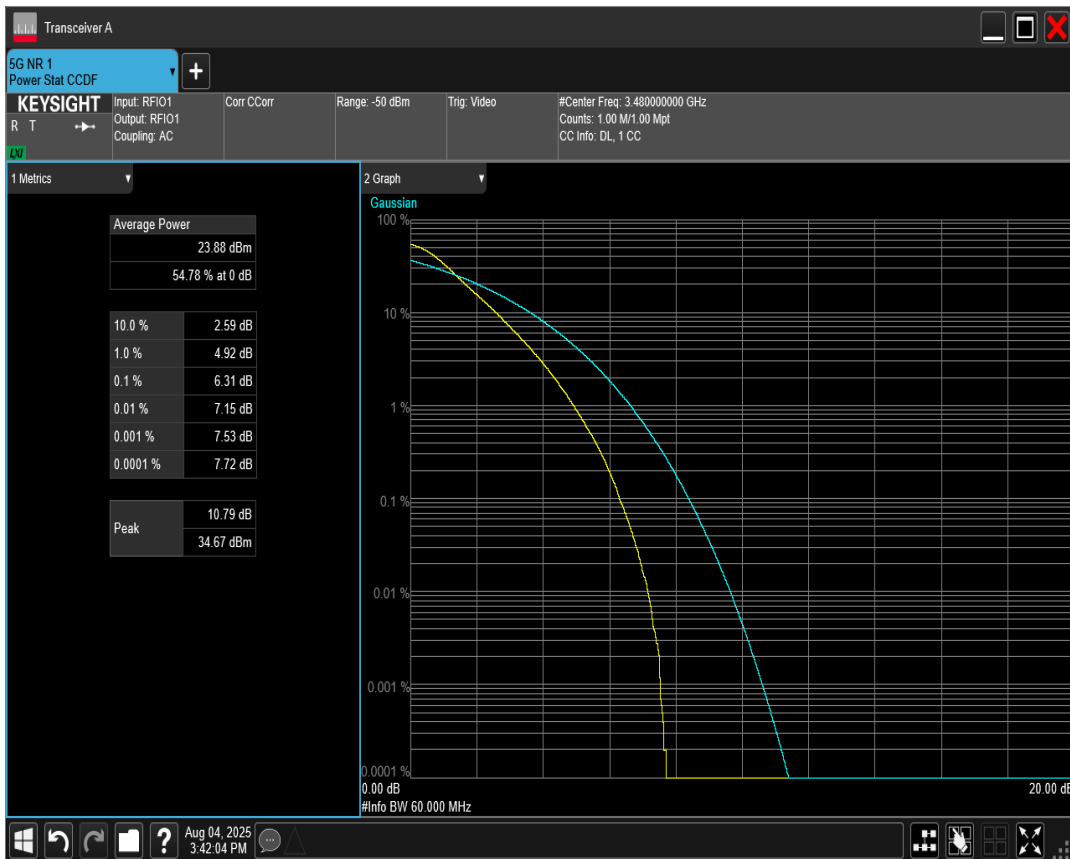 Transceiver A
5G NR 1
Power Stat CCDF
KEYSIGHT
R T
LXI
Input: RFIO1
Output: RFIO1
Coupling: AC
Corr CCorr
Range: -50 dBm
Trig: Video
#Center Freq: 3.480000000 GHz
Counts: 1.00 M/1.00 Mpt
CC Info: DL, 1 CC
1 Metrics
Average Power
23.88 dBm
54.78 % at 0 dB
10.0 % 2.59 dB
1.0 % 4.92 dB
0.1 % 6.31 dB
0.01 % 7.15 dB
0.001 % 7.53 dB
0.0001 % 7.72 dB
Peak
10.79 dB
34.67 dBm
2 Graph
Gaussian
100 %
10 %
1 %
0.1 %
0.01 %
0.001 %
0.0001 %
0.00 dB
20.00 dB
#Info BW 60.000 MHz
?
Aug 04, 2025
3:42:04 PM